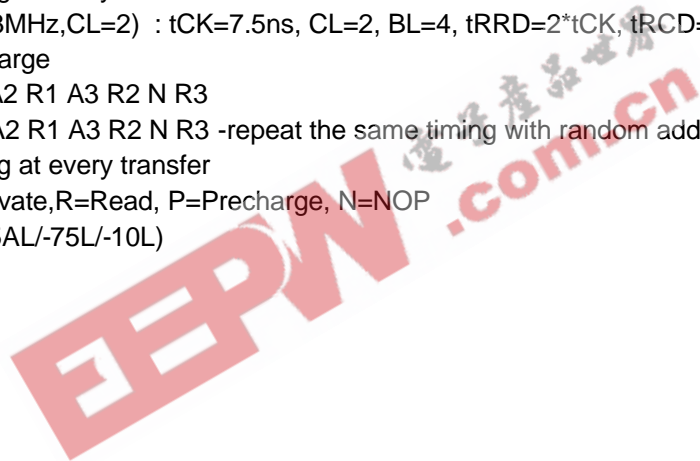 3MHz,CL=2) : tCK=7.5ns, CL=2, BL=4, tRRD=2*tCK, tRCD=
arge
A2 R1 A3 R2 N R3
A2 R1 A3 R2 N R3 -repeat the same timing with random add
g at every transfer
vate,R=Read, P=Precharge, N=NOP
5AL/-75L/-10L)
EEPW
.com.cn